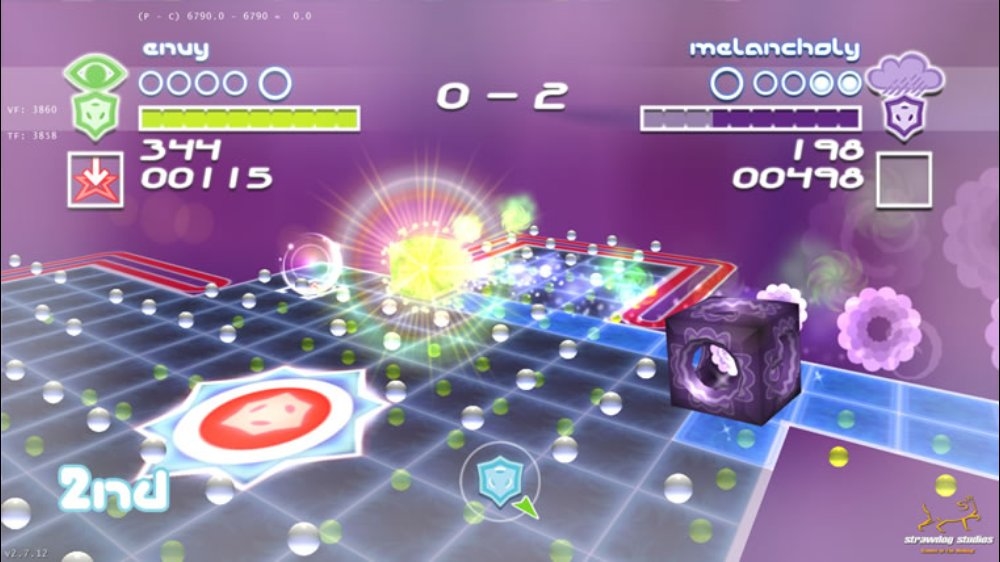 (P - C) 6790.0 - 6790 = 0.0
envy
melancholy
0 - 2
VF: 3860
TF: 3858
344
00115
198
00498
2nd
v2.7.12
strawdog studios